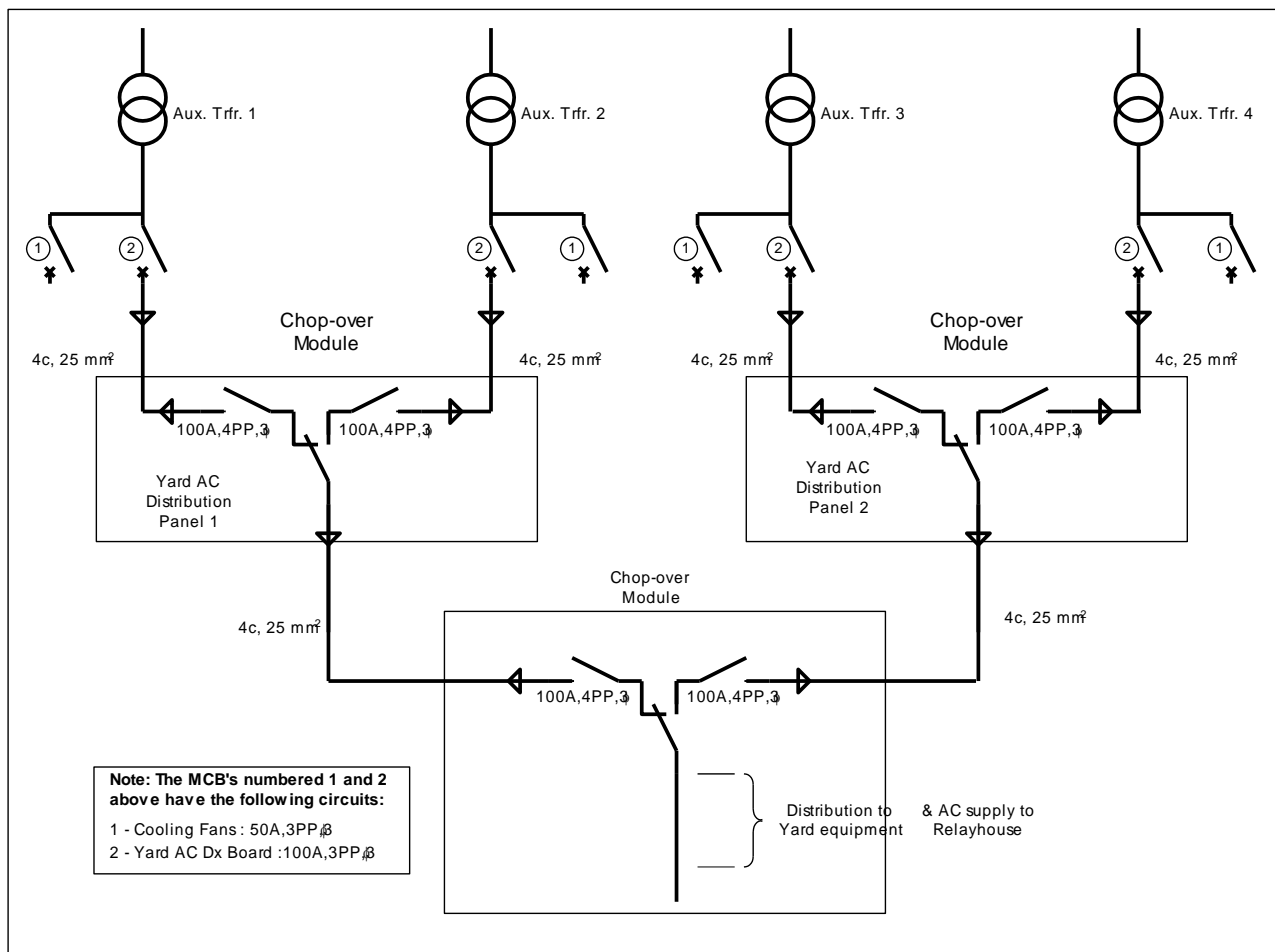 Aux. Trfr. 1
Aux. Trfr. 2
Aux. Trfr. 3
Aux. Trfr. 4
1
2
2
1
1
2
2
1
Chop-over
Module
Chop-over
Module
4c, 25 mm²
4c, 25 mm²
4c, 25 mm²
4c, 25 mm²
100A,4PP,3ϕ
100A,4PP,3ϕ
100A,4PP,3ϕ
100A,4PP,3ϕ
Yard AC
Distribution
Panel 1
Yard AC
Distribution
Panel 2
Chop-over
Module
4c, 25 mm²
4c, 25 mm²
100A,4PP,3ϕ
100A,4PP,3ϕ
Note: The MCB's numbered 1 and 2
above have the following circuits:
1 - Cooling Fans : 50A,3PP,ϕ3
2 - Yard AC Dx Board :100A,3PP,ϕ3
Distribution to & AC supply to
Yard equipment Relayhouse